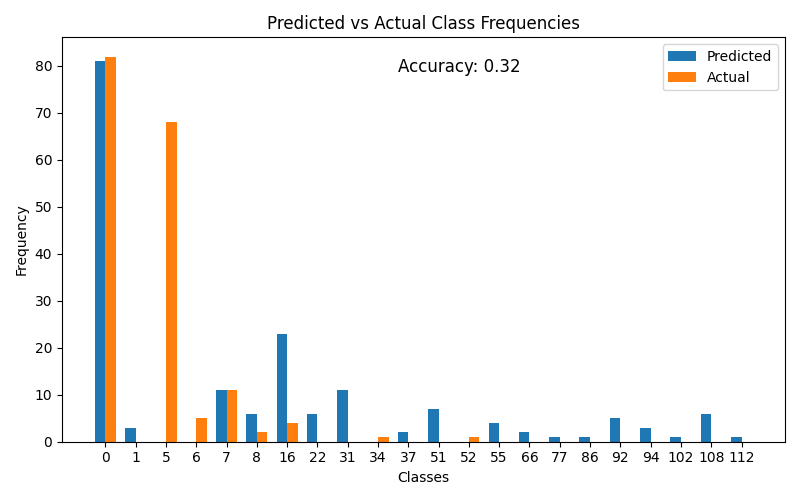 Predicted vs Actual Class Frequencies
Accuracy: 0.32
Predicted
Actual
Frequency
80
70
60
50
40
30
20
10
0
0 1 5 6 7 8 16 22 31 34 37 51 52 55 66 77 86 92 94 102 108 112
Classes